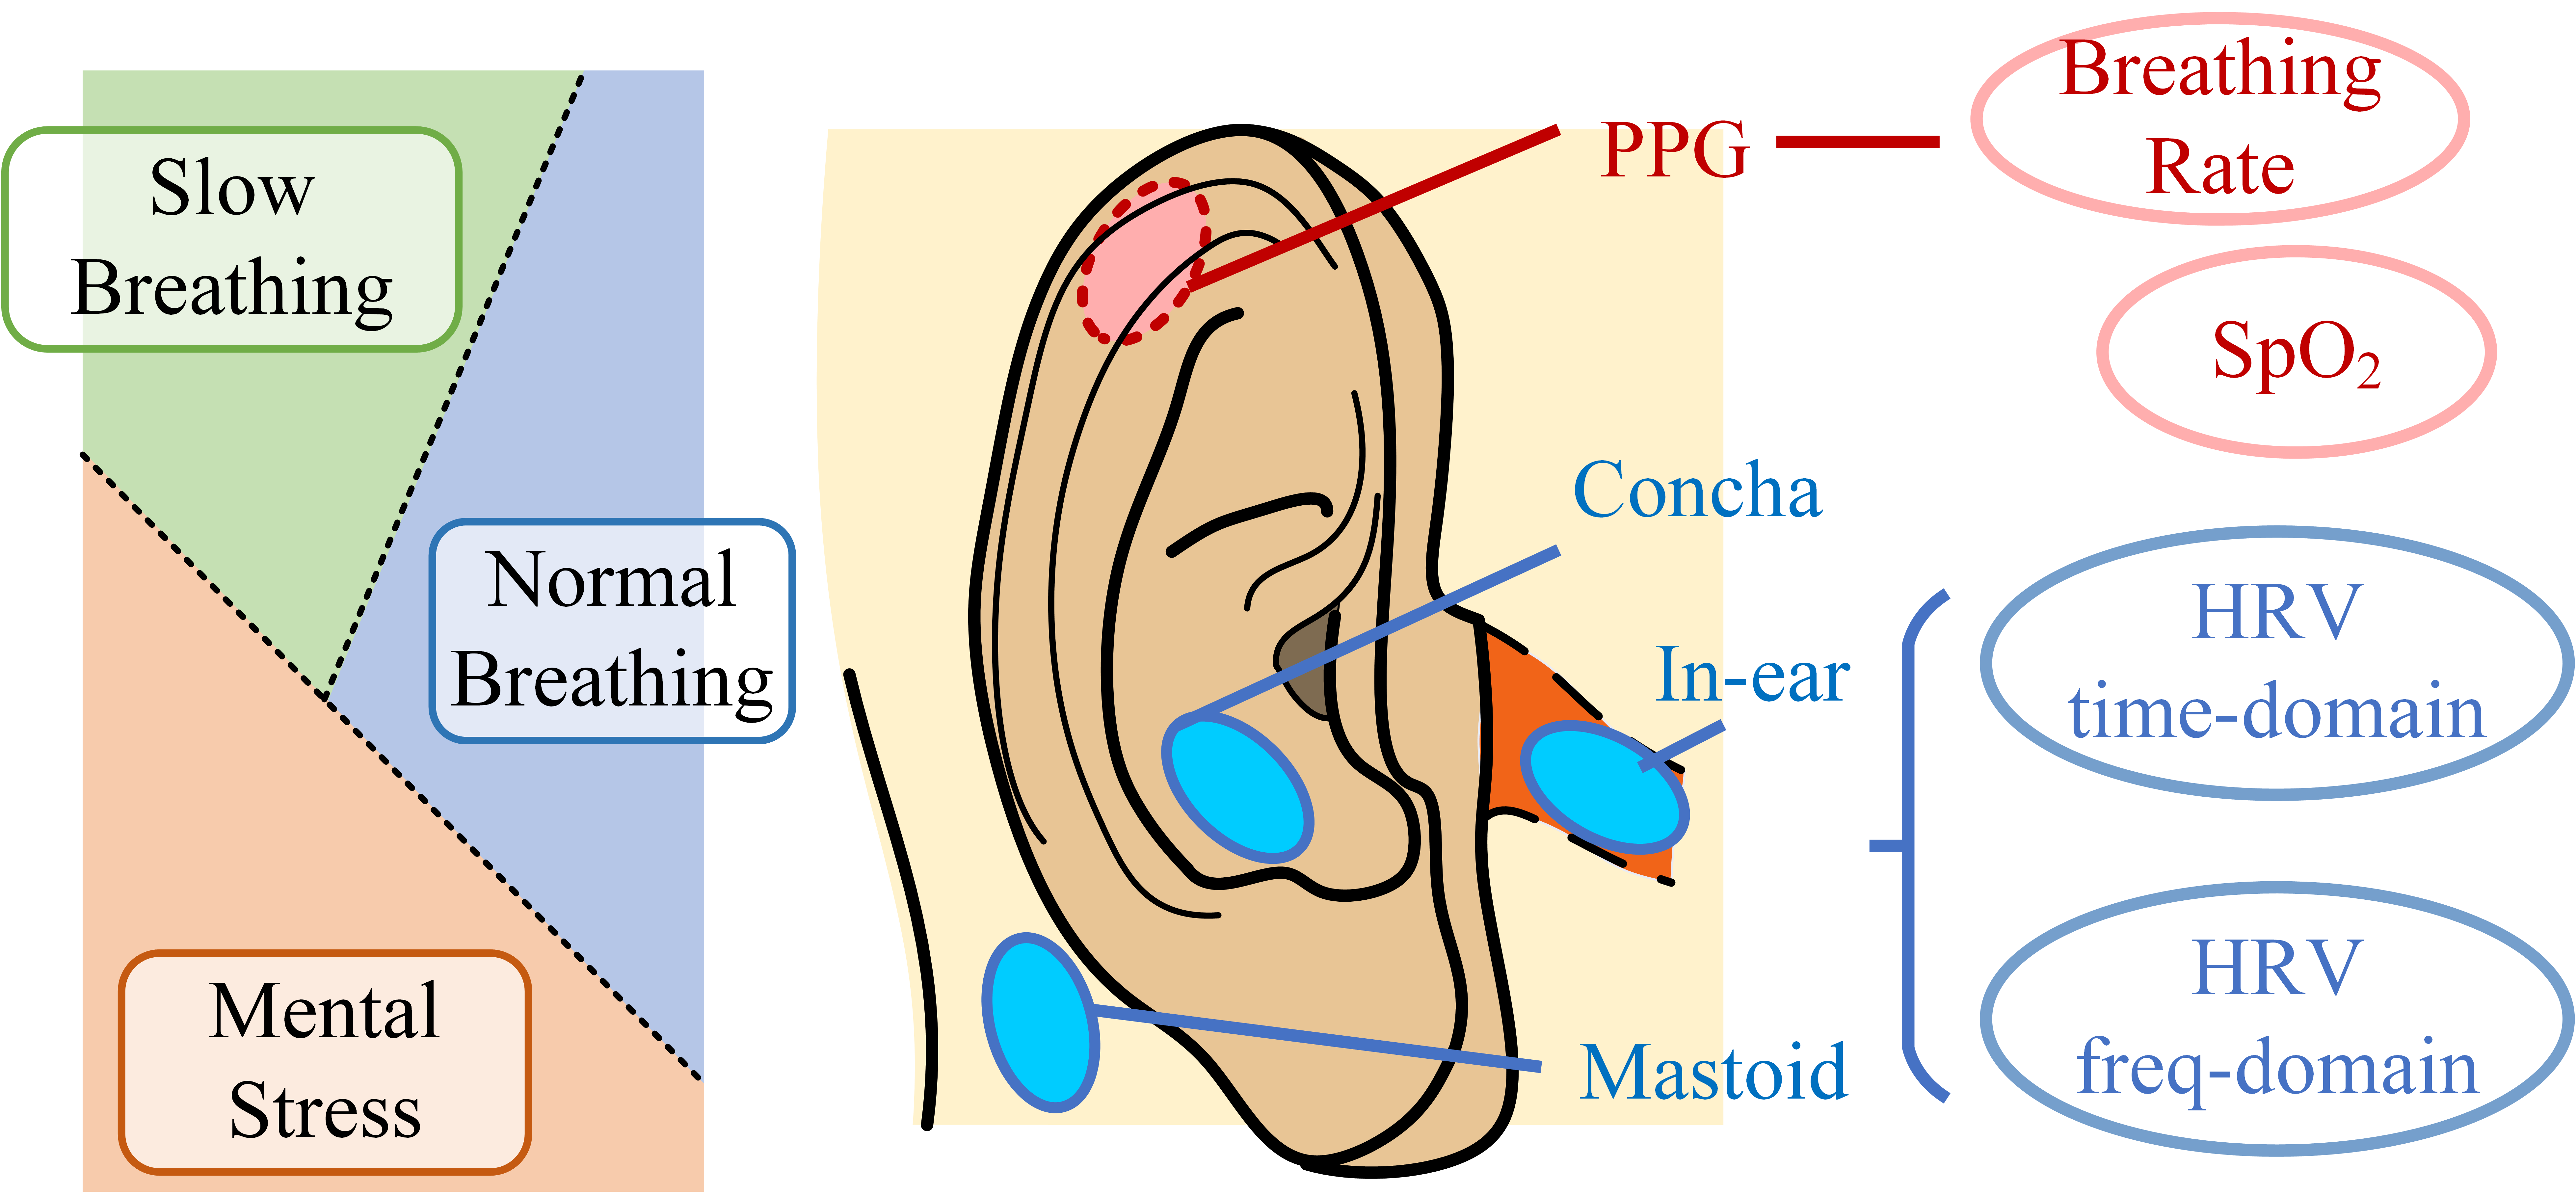 Slow
Breathing
Normal
Breathing
Mental
Stress
PPG
Concha
In-ear
Mastoid
Breathing
Rate
SpO₂
HRV
time-domain
HRV
freq-domain